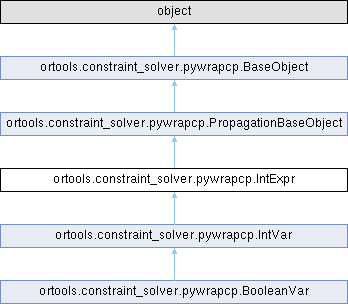 object
ortools.constraint_solver.pywrapcp.BaseObject
ortools.constraint_solver.pywrapcp.PropagationBaseObject
ortools.constraint_solver.pywrapcp.IntExpr
ortools.constraint_solver.pywrapcp.IntVar
ortools.constraint_solver.pywrapcp.BooleanVar